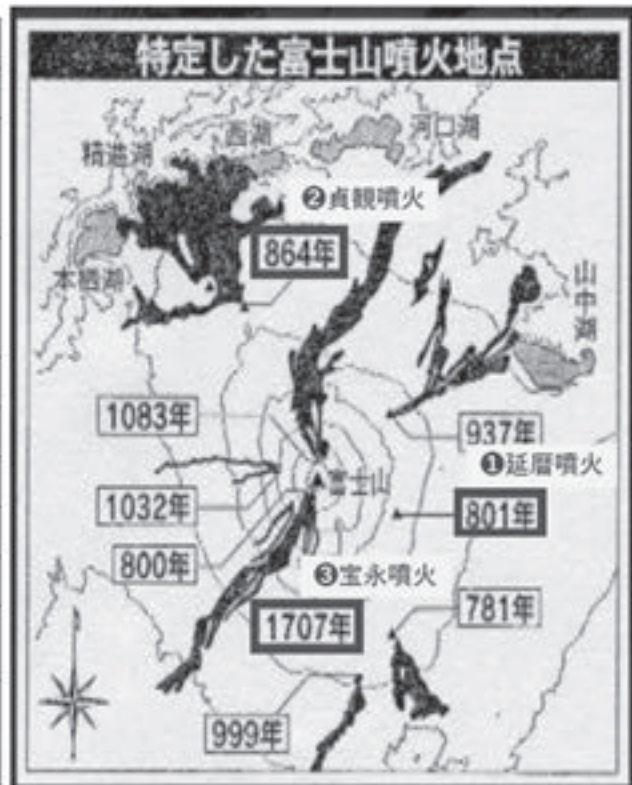 特定した富士山噴火地点
西湖
河口湖
精進湖
❷貞観噴火
864年
本栖湖
山中湖
1083年
937年
❶延暦噴火
富士山
1032年
801年
800年
❸宝永噴火
1707年
781年
999年